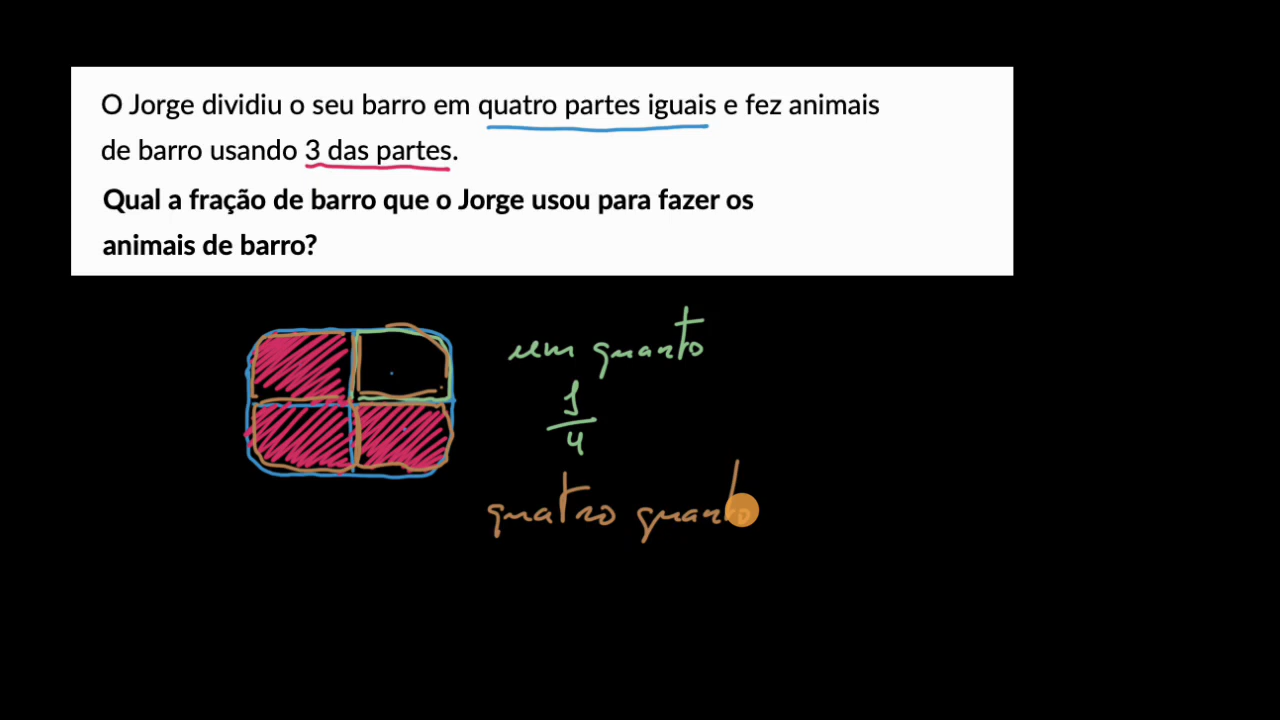 O Jorge dividiu o seu barro em quatro partes iguais e fez animais
de barro usando 3 das partes.
Qual a fração de barro que o Jorge usou para fazer os
animais de barro?
um quarto
1
4
quatro quarto